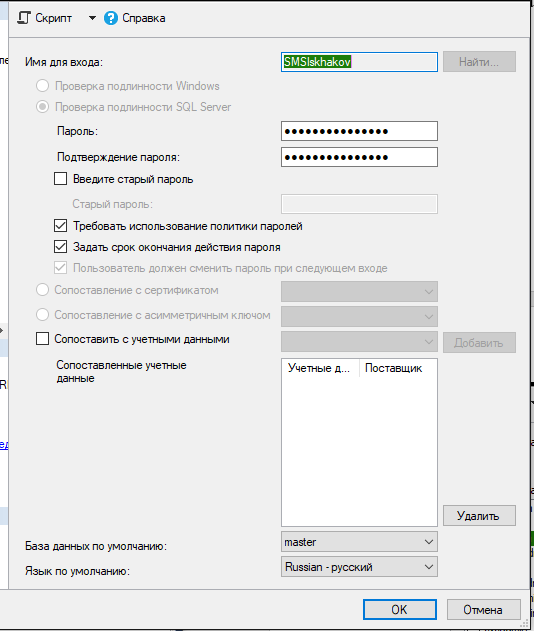 Скрипт Справка
Имя для входа: SMSIskhakov Найти...
Проверка подлинности Windows
Проверка подлинности SQL Server
Пароль: ●●●●●●●●●●●●●●●
Подтверждение пароля: ●●●●●●●●●●●●●●●
Введите старый пароль
Старый пароль:
Требовать использование политики паролей
Задать срок окончания действия пароля
Пользователь должен сменить пароль при следующем входе
Сопоставление с сертификатом
Сопоставление с асимметричным ключом
Сопоставить с учетными данными Добавить
Сопоставленные учетные
данные
Учетные д... Поставщик
Удалить
База данных по умолчанию: master
Язык по умолчанию: Russian - русский
OK Отмена